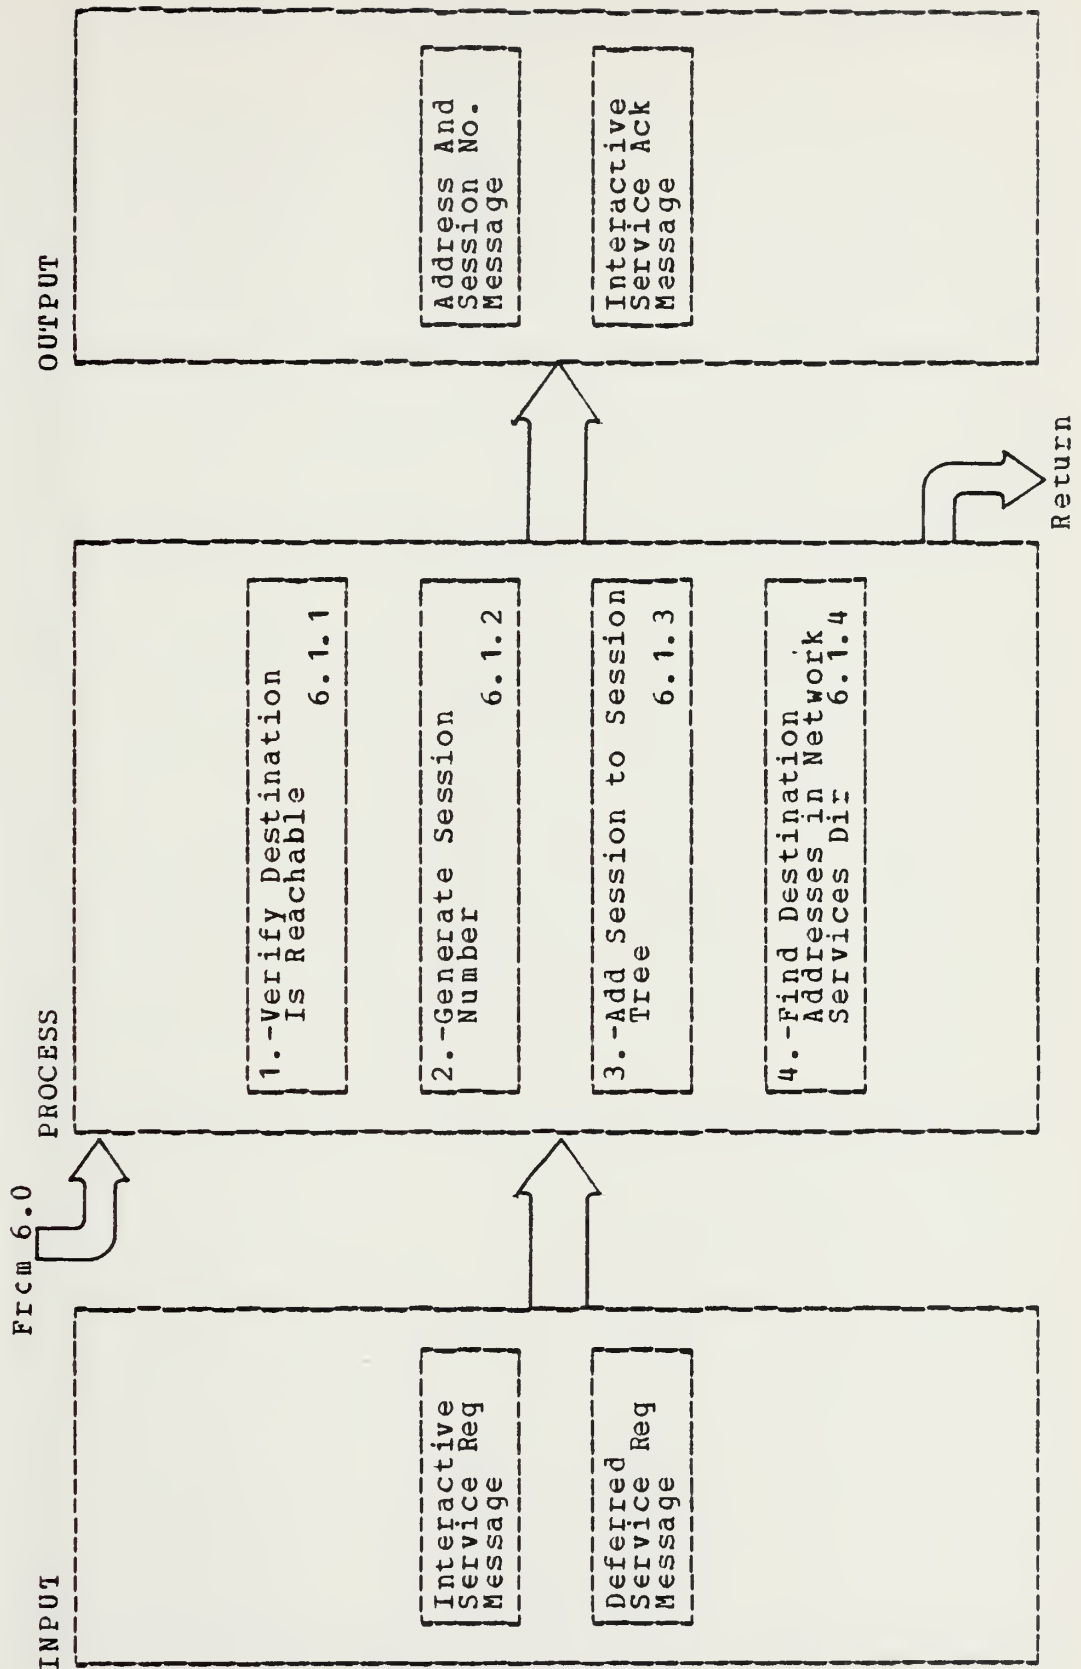 From 6.0
INPUT
Interactive
Service Req
Message
Deferred
Service Req
Message
PROCESS
1.-Verify Destination
Is Reachable
6.1.1
2.-Generate Session
Number
6.1.2
3.-Add Session to Session
Tree
6.1.3
4.-Find Destination
Addresses in Network
Services Dir 6.1.4
OUTPUT
Address And
Session No.
Message
Interactive
Service Ack
Message
Return